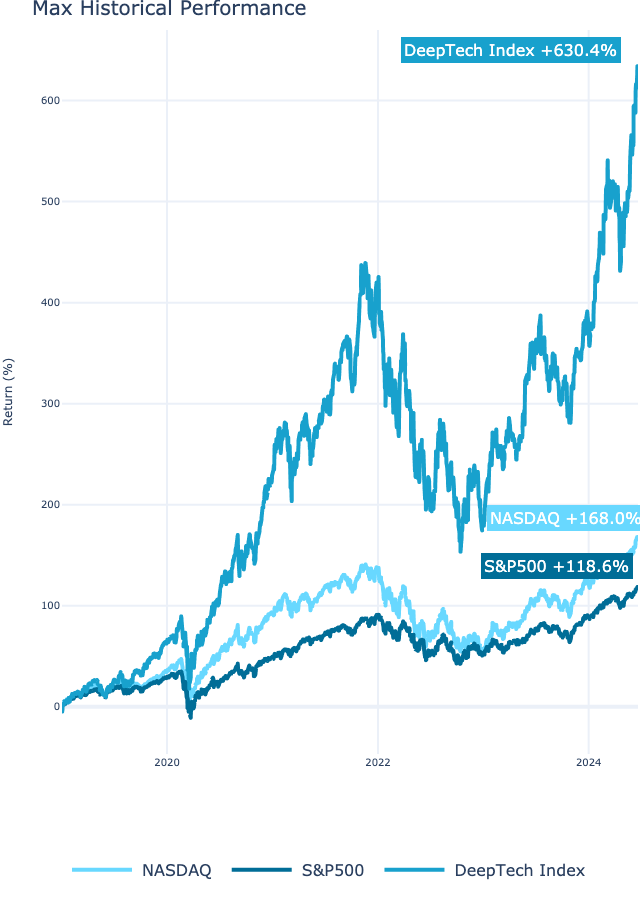 Max Historical Performance
DeepTech Index +630.4%
600
500
400
300
Return (%)
200
NASDAQ +168.0%
S&P500 +118.6%
100
0
2020 2022 2024
NASDAQ S&P500 DeepTech Index